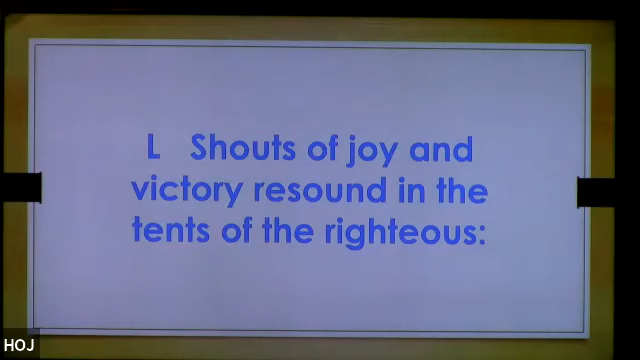 L Shouts of joy and
victory resound in the
tents of the righteous:
HOJ